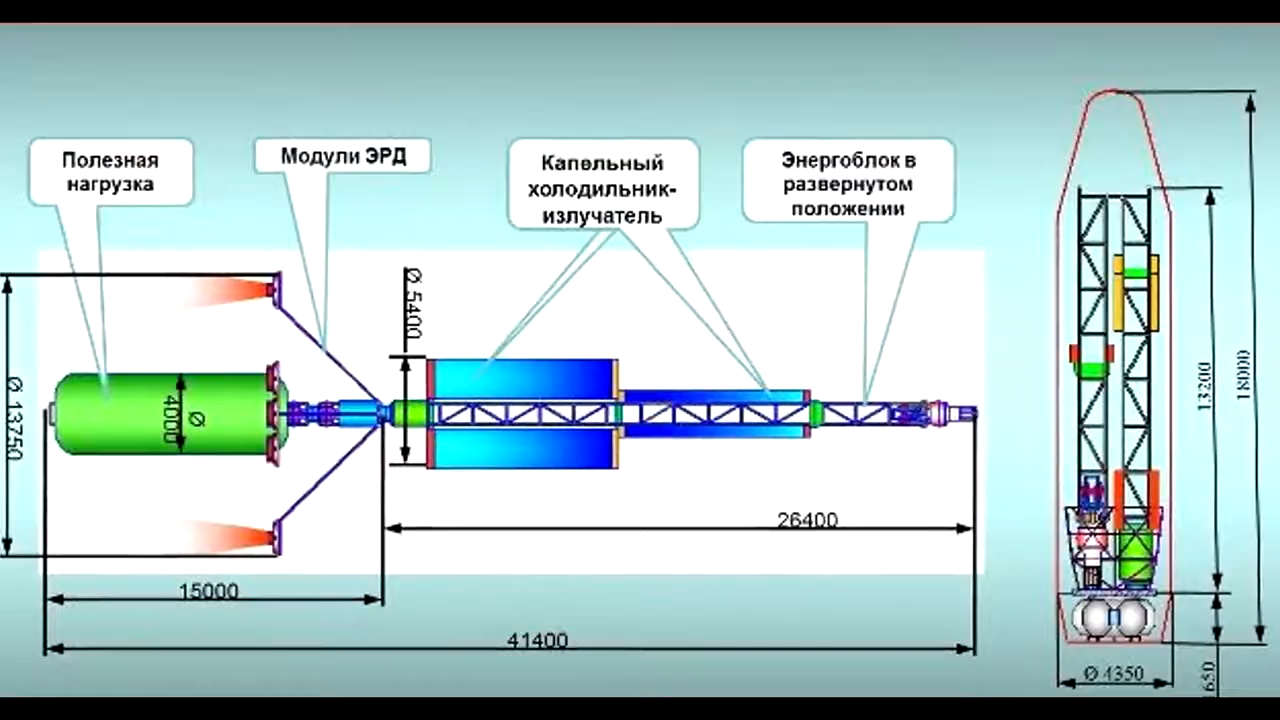 Полезная
нагрузка
Модули ЭРД
Капельный
холодильник-
излучатель
Энергоблок в
развернутом
положении
Ø 13750
Ø 4000
Ø 5400
26400
15000
41400
13200
18000
Ø 4350